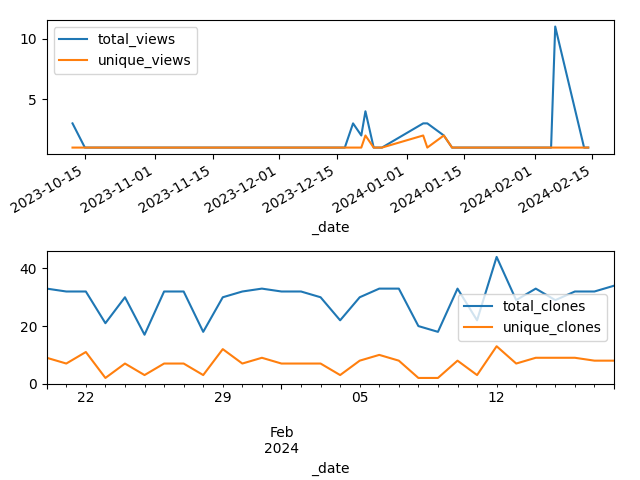 10
5
total_views
unique_views
2023-10-15
2023-11-01
2023-11-15
2023-12-01
2023-12-15
2024-01-01
2024-01-15
2024-02-01
2024-02-15
_date
40
20
0
total_clones
unique_clones
22
29
05
12
Feb
2024
_date